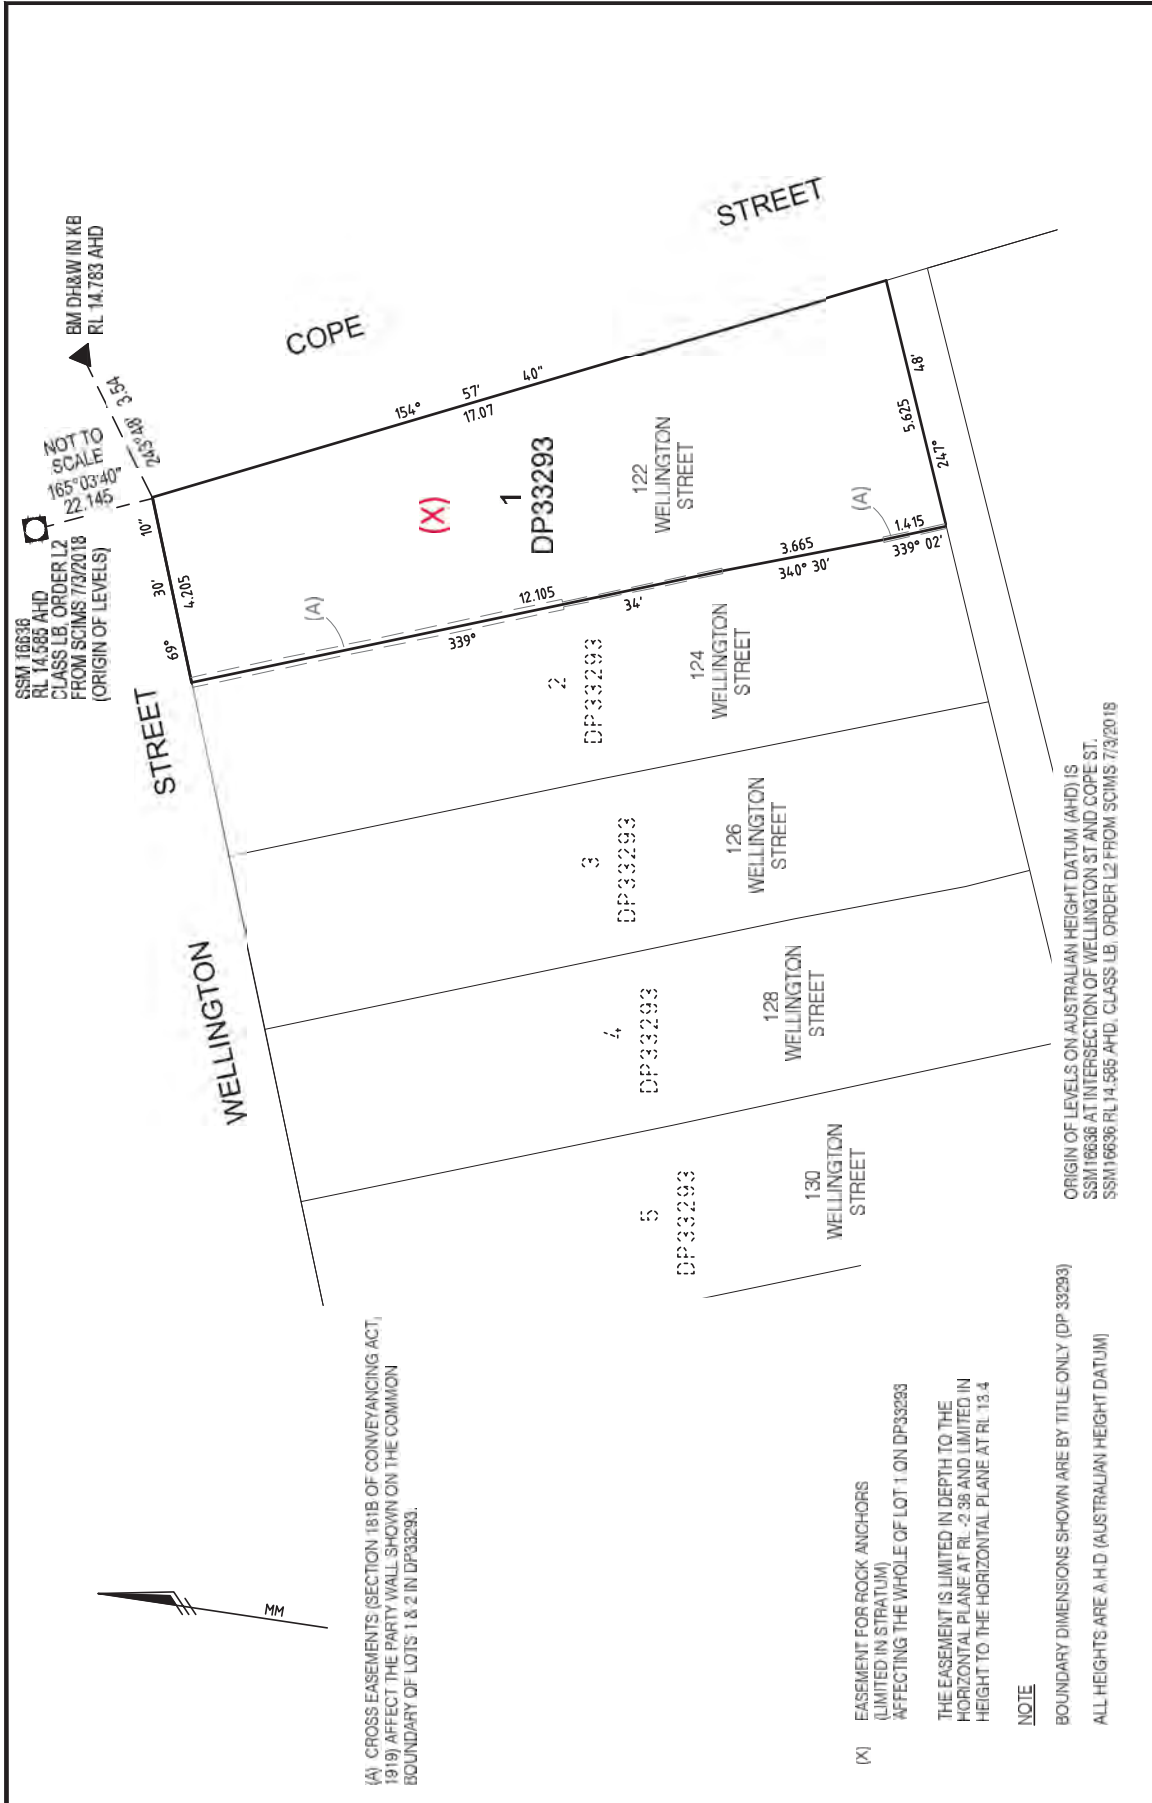 SSM 16636
RL 14.585 AHD
CLASS LB, ORDER L2
FROM SCIMS 7/3/2018
(ORIGIN OF LEVELS)
NOT TO
SCALE
165°03'40"
22.145
BM DH&W IN KB
RL 14.783 AHD
243°48' 3.54
WELLINGTON STREET
COPE STREET
69° 30' 10"
4.205
154° 57' 40"
17.07
(X)
1
DP33293
122
WELLINGTON
STREET
(A)
12.105
339° 34'
3.665
340° 30'
(A)
1.415
339° 02'
5.625
247° 48'
2
DP33293
124
WELLINGTON
STREET
3
DP33293
126
WELLINGTON
STREET
4
DP33293
128
WELLINGTON
STREET
5
DP33293
130
WELLINGTON
STREET
MM
(A) CROSS EASEMENTS (SECTION 181B OF CONVEYANCING ACT,
1919) AFFECT THE PARTY WALL SHOWN ON THE COMMON
BOUNDARY OF LOTS 1 & 2 IN DP33293.
(X) EASEMENT FOR ROCK ANCHORS
(LIMITED IN STRATUM)
AFFECTING THE WHOLE OF LOT 1 ON DP33293
THE EASEMENT IS LIMITED IN DEPTH TO THE
HORIZONTAL PLANE AT RL -2.36 AND LIMITED IN
HEIGHT TO THE HORIZONTAL PLANE AT RL 13.4
NOTE
BOUNDARY DIMENSIONS SHOWN ARE BY TITLE ONLY (DP 33293)
ALL HEIGHTS ARE A.H.D (AUSTRALIAN HEIGHT DATUM)
ORIGIN OF LEVELS ON AUSTRALIAN HEIGHT DATUM (AHD) IS
SSM16636 AT INTERSECTION OF WELLINGTON ST AND COPE ST.
SSM16636 RL14.585 AHD, CLASS LB, ORDER L2 FROM SCIMS 7/3/2018